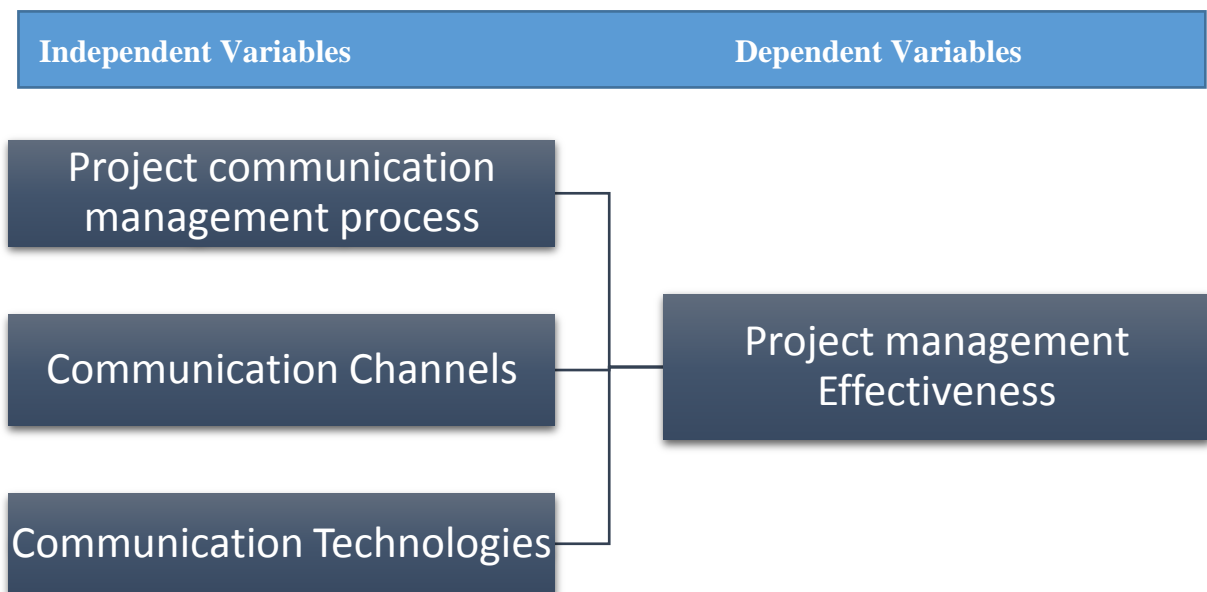 Independent Variables
Dependent Variables
Project communication
management process
Communication Channels
Communication Technologies
Project management
Effectiveness